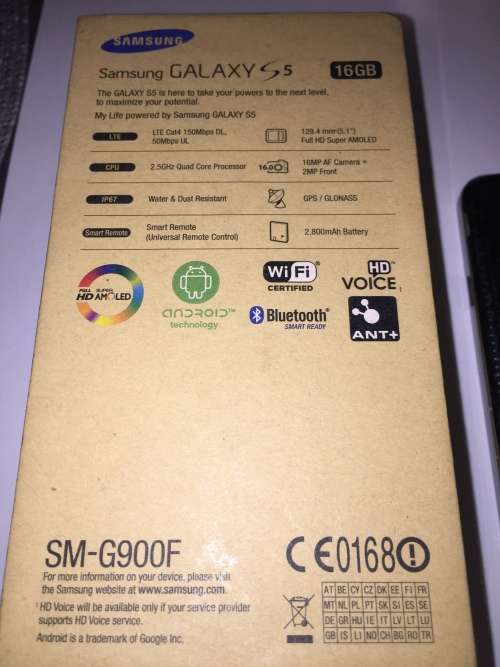 SAMSUNG
Samsung GALAXY S5 16GB
The GALAXY S5 is here to take your powers to the next level,
to maximize your potential.
My Life powered by Samsung GALAXY S5
LTE LTE Cat4 150Mbps DL,
50Mbps UL
129.4 mm(5.1")
Full HD Super AMOLED
CPU 2.5GHz Quad Core Processor
16.0 16MP AF Camera +
2MP Front
IP67 Water & Dust Resistant
GPS / GLONASS
Smart Remote Smart Remote
(Universal Remote Control)
2,800mAh Battery
FULL SUPER
HD AMOLED
ANDROID™
technology
Wi Fi®
CERTIFIED
HD™
VOICE 1
Bluetooth®
SMART READY
ANT+
SM-G900F
For more information on your device, please visit
the Samsung website at www.samsung.com.
¹ HD Voice will be available only if your service provider
supports HD Voice service.
Android is a trademark of Google Inc.
CE0168
AT BE CY CZ DK EE FI FR
MT NL PL PT SK SI ES SE
DE GR HU IE IT LV LT LU
GB IS LI NO CH BG RO TR